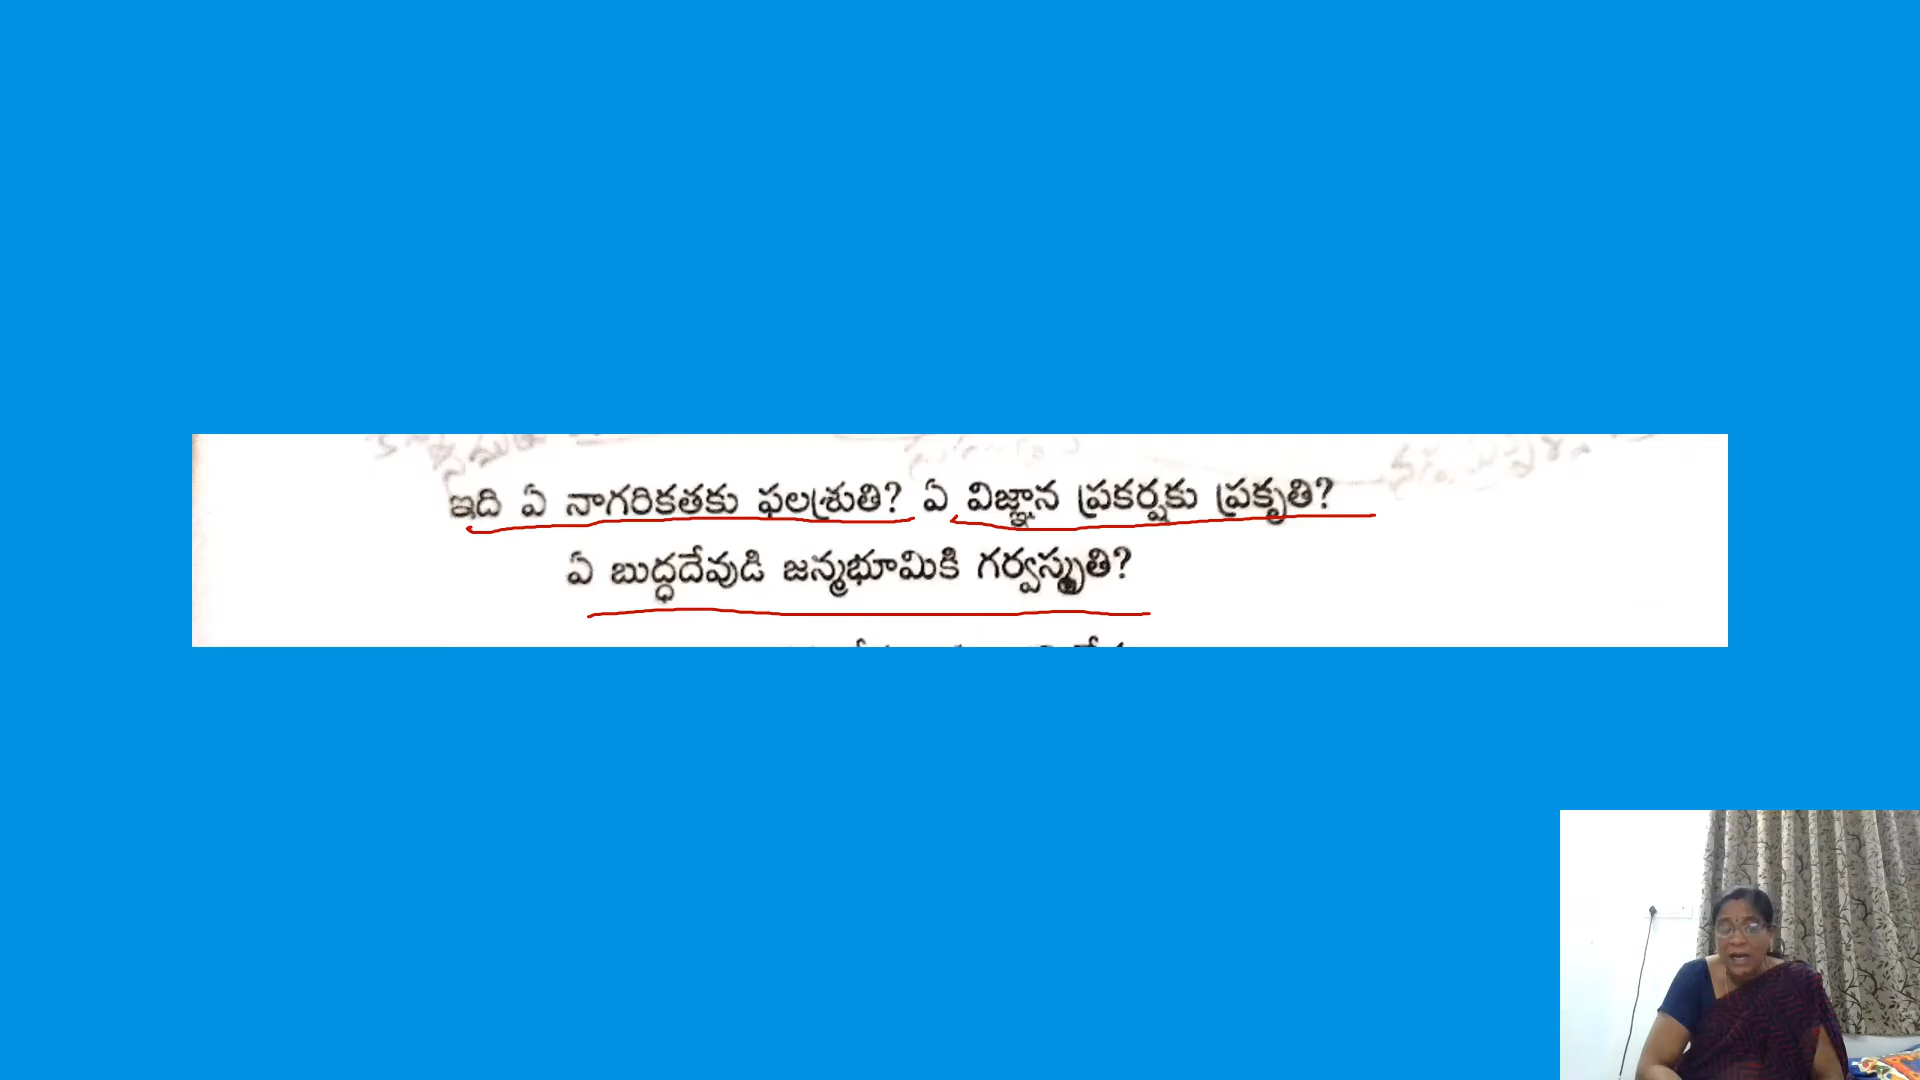 ఇది ఏ నాగరికతకు ఫలశ్రుతి? ఏ విజ్ఞాన ప్రకర్షకు ప్రకృతి?
ఏ బుద్ధదేవుడి జన్మభూమికి గర్వస్మృతి?